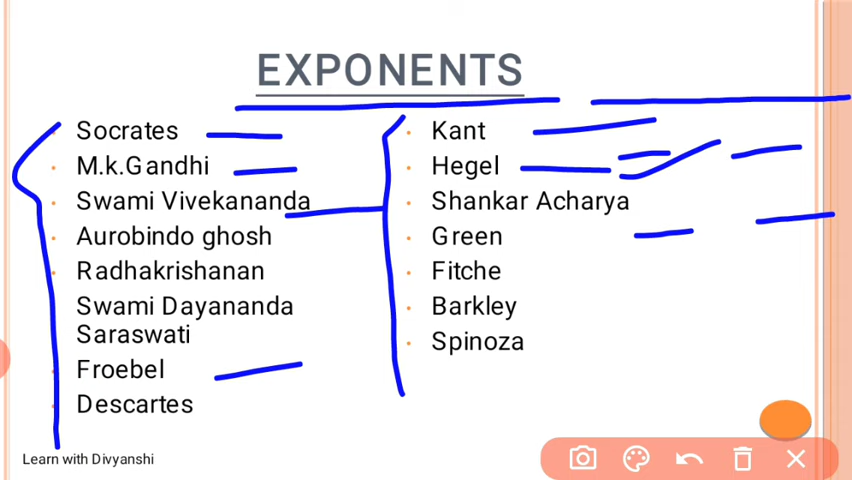 EXPONENTS
Socrates
M.k.Gandhi
Swami Vivekananda
Aurobindo ghosh
Radhakrishanan
Swami Dayananda
Saraswati
Froebel
Descartes
Kant
Hegel
Shankar Acharya
Green
Fitche
Barkley
Spinoza
Learn with Divyanshi